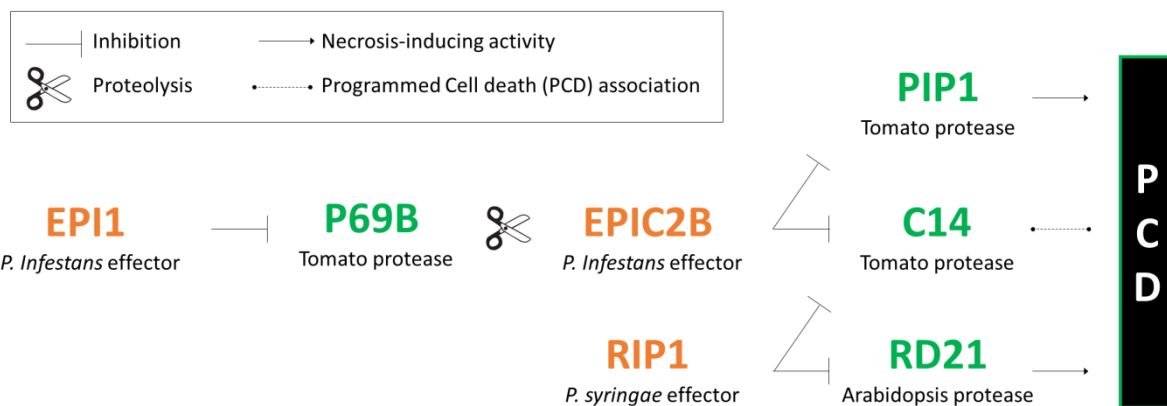 Inhibition
Necrosis-inducing activity
Proteolysis
Programmed Cell death (PCD) association
PIP1
Tomato protease
EPI1
P. Infestans effector
P69B
Tomato protease
EPIC2B
P. Infestans effector
C14
Tomato protease
RIP1
P. syringae effector
RD21
Arabidopsis protease
P
C
D